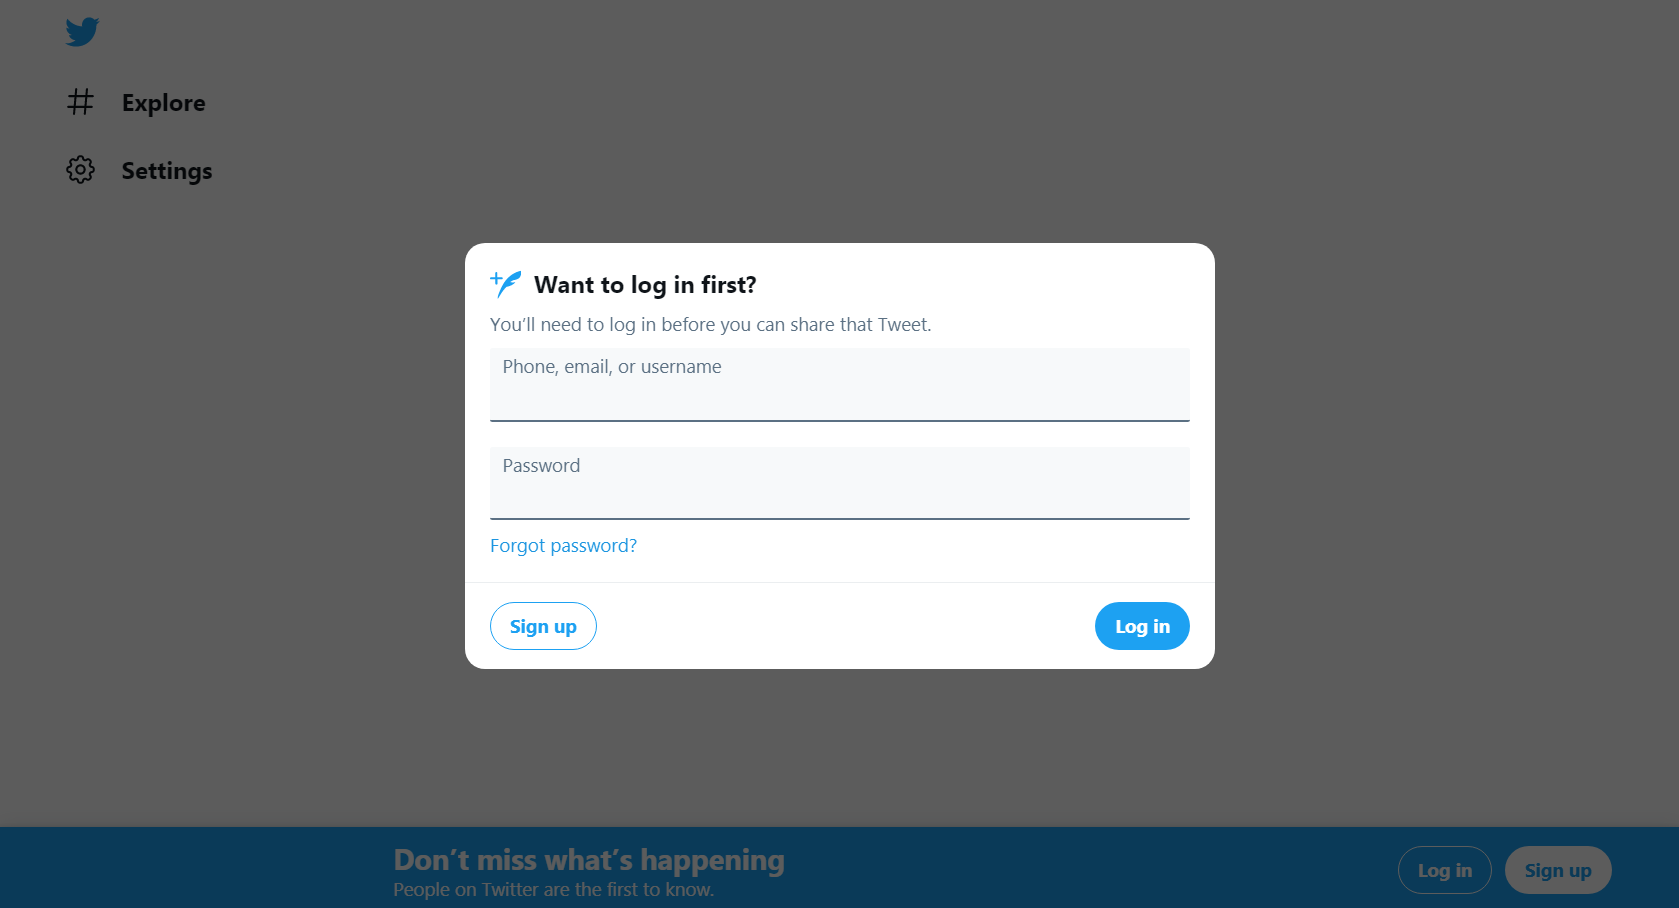 Explore
Settings
Want to log in first?
You’ll need to log in before you can share that Tweet.
Phone, email, or username
Password
Forgot password?
Sign up
Log in
Don’t miss what’s happening
People on Twitter are the first to know.
Log in
Sign up